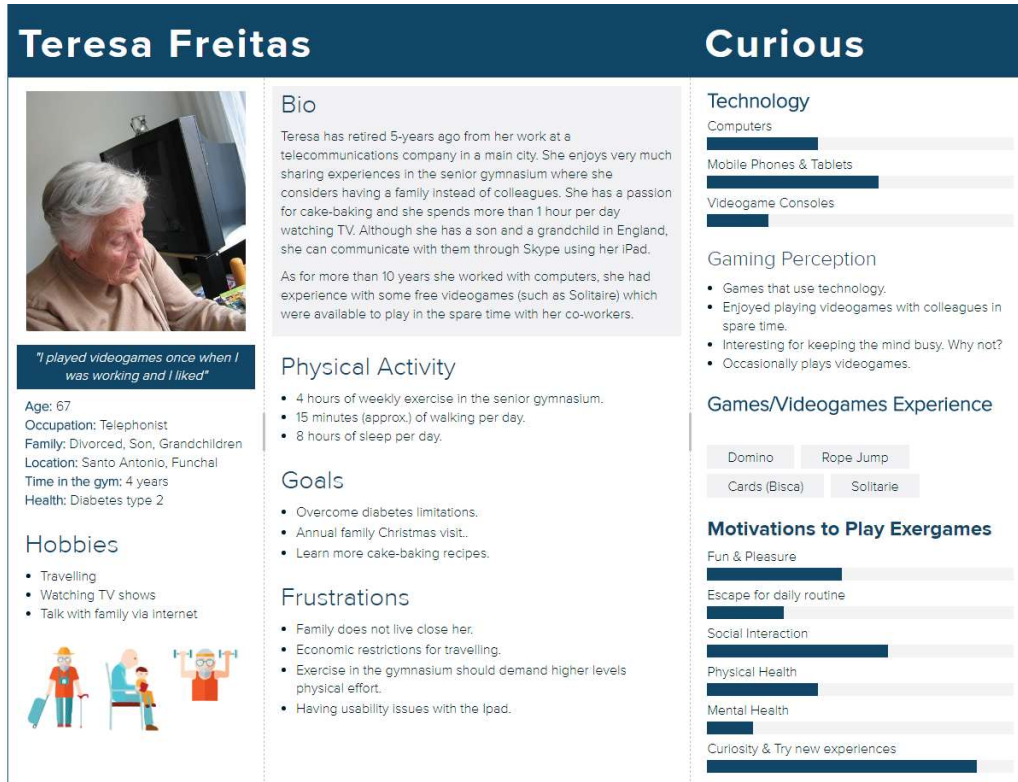 Teresa Freitas
Curious
"I played videogames once when I
was working and I liked"
Age: 67
Occupation: Telephonist
Family: Divorced, Son, Grandchildren
Location: Santo Antonio, Funchal
Time in the gym: 4 years
Health: Diabetes type 2
Hobbies
• Travelling
• Watching TV shows
• Talk with family via internet
Bio
Teresa has retired 5-years ago from her work at a
telecommunications company in a main city. She enjoys very much
sharing experiences in the senior gymnasium where she
considers having a family instead of colleagues. She has a passion
for cake-baking and she spends more than 1 hour per day
watching TV. Although she has a son and a grandchild in England,
she can communicate with them through Skype using her iPad.
As for more than 10 years she worked with computers, she had
experience with some free videogames (such as Solitaire) which
were available to play in the spare time with her co-workers.
Physical Activity
• 4 hours of weekly exercise in the senior gymnasium.
• 15 minutes (approx.) of walking per day.
• 8 hours of sleep per day.
Goals
• Overcome diabetes limitations.
• Annual family Christmas visit..
• Learn more cake-baking recipes.
Frustrations
• Family does not live close her.
• Economic restrictions for travelling.
• Exercise in the gymnasium should demand higher levels
physical effort.
• Having usability issues with the Ipad.
Technology
Computers
Mobile Phones & Tablets
Videogame Consoles
Gaming Perception
• Games that use technology.
• Enjoyed playing videogames with colleagues in
spare time.
• Interesting for keeping the mind busy. Why not?
• Occasionally plays videogames.
Games/Videogames Experience
Domino
Rope Jump
Cards (Bisca)
Solitarie
Motivations to Play Exergames
Fun & Pleasure
Escape for daily routine
Social Interaction
Physical Health
Mental Health
Curiosity & Try new experiences